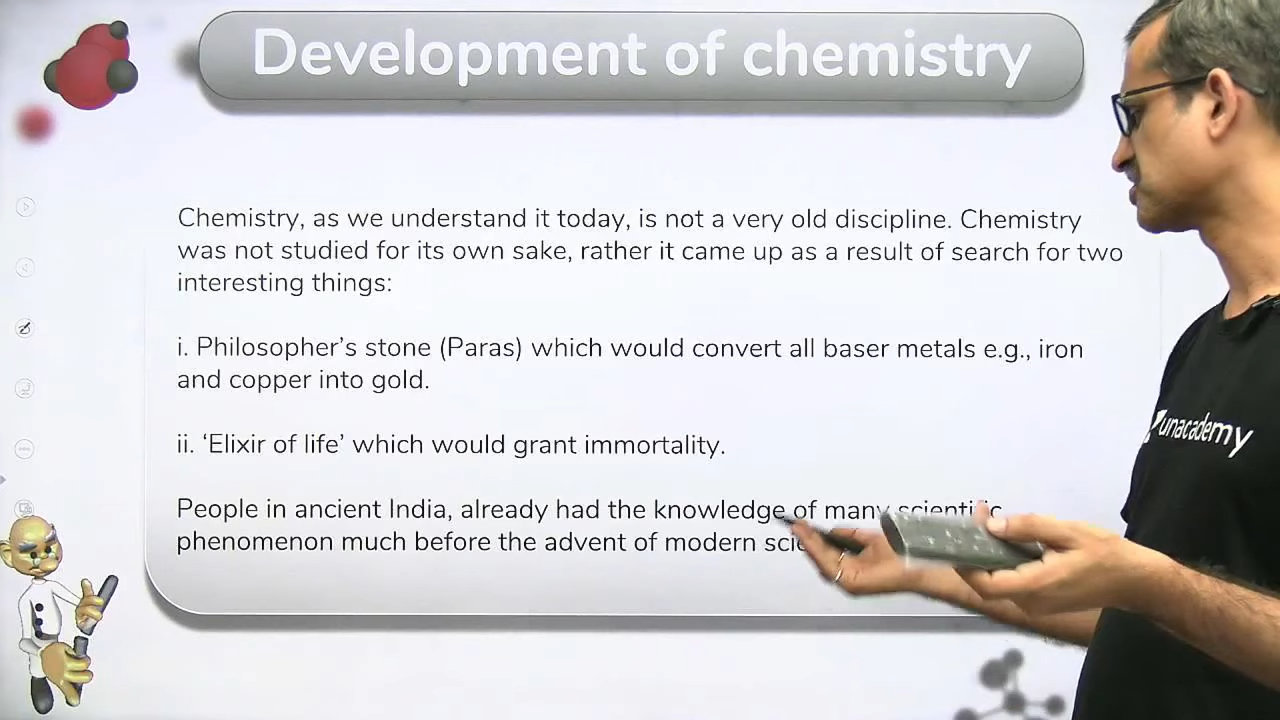 Development of chemistry
Chemistry, as we understand it today, is not a very old discipline. Chemistry
was not studied for its own sake, rather it came up as a result of search for two
interesting things:
i. Philosopher’s stone (Paras) which would convert all baser metals e.g., iron
and copper into gold.
ii. ‘Elixir of life’ which would grant immortality.
People in ancient India, already had the knowledge of many scientific
phenomenon much before the advent of modern
unacademy